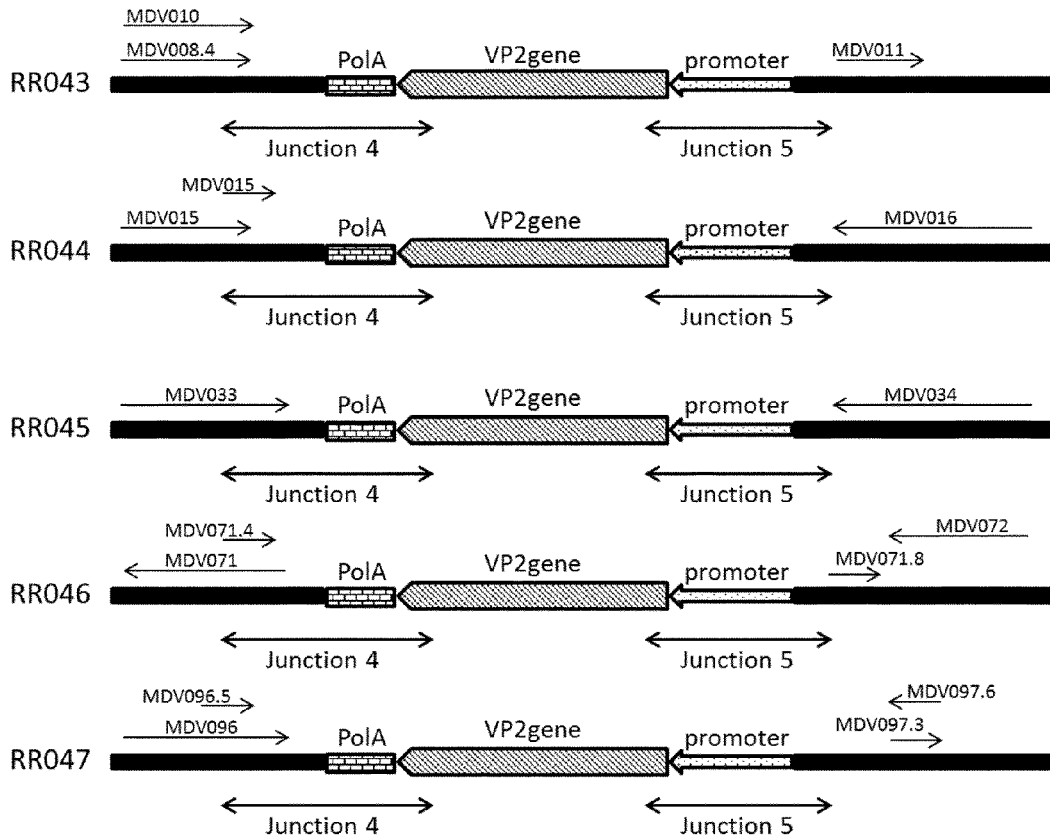 MDV010
MDV008.4
PolA
VP2gene
promoter
MDV011
RR043
Junction 4
Junction 5
MDV015
MDV015
PolA
VP2gene
promoter
MDV016
RR044
Junction 4
Junction 5
MDV033
PolA
VP2gene
promoter
MDV034
RR045
Junction 4
Junction 5
MDV071.4
MDV071
PolA
VP2gene
promoter
MDV072
MDV071.8
RR046
Junction 4
Junction 5
MDV096.5
MDV096
PolA
VP2gene
promoter
MDV097.6
MDV097.3
RR047
Junction 4
Junction 5